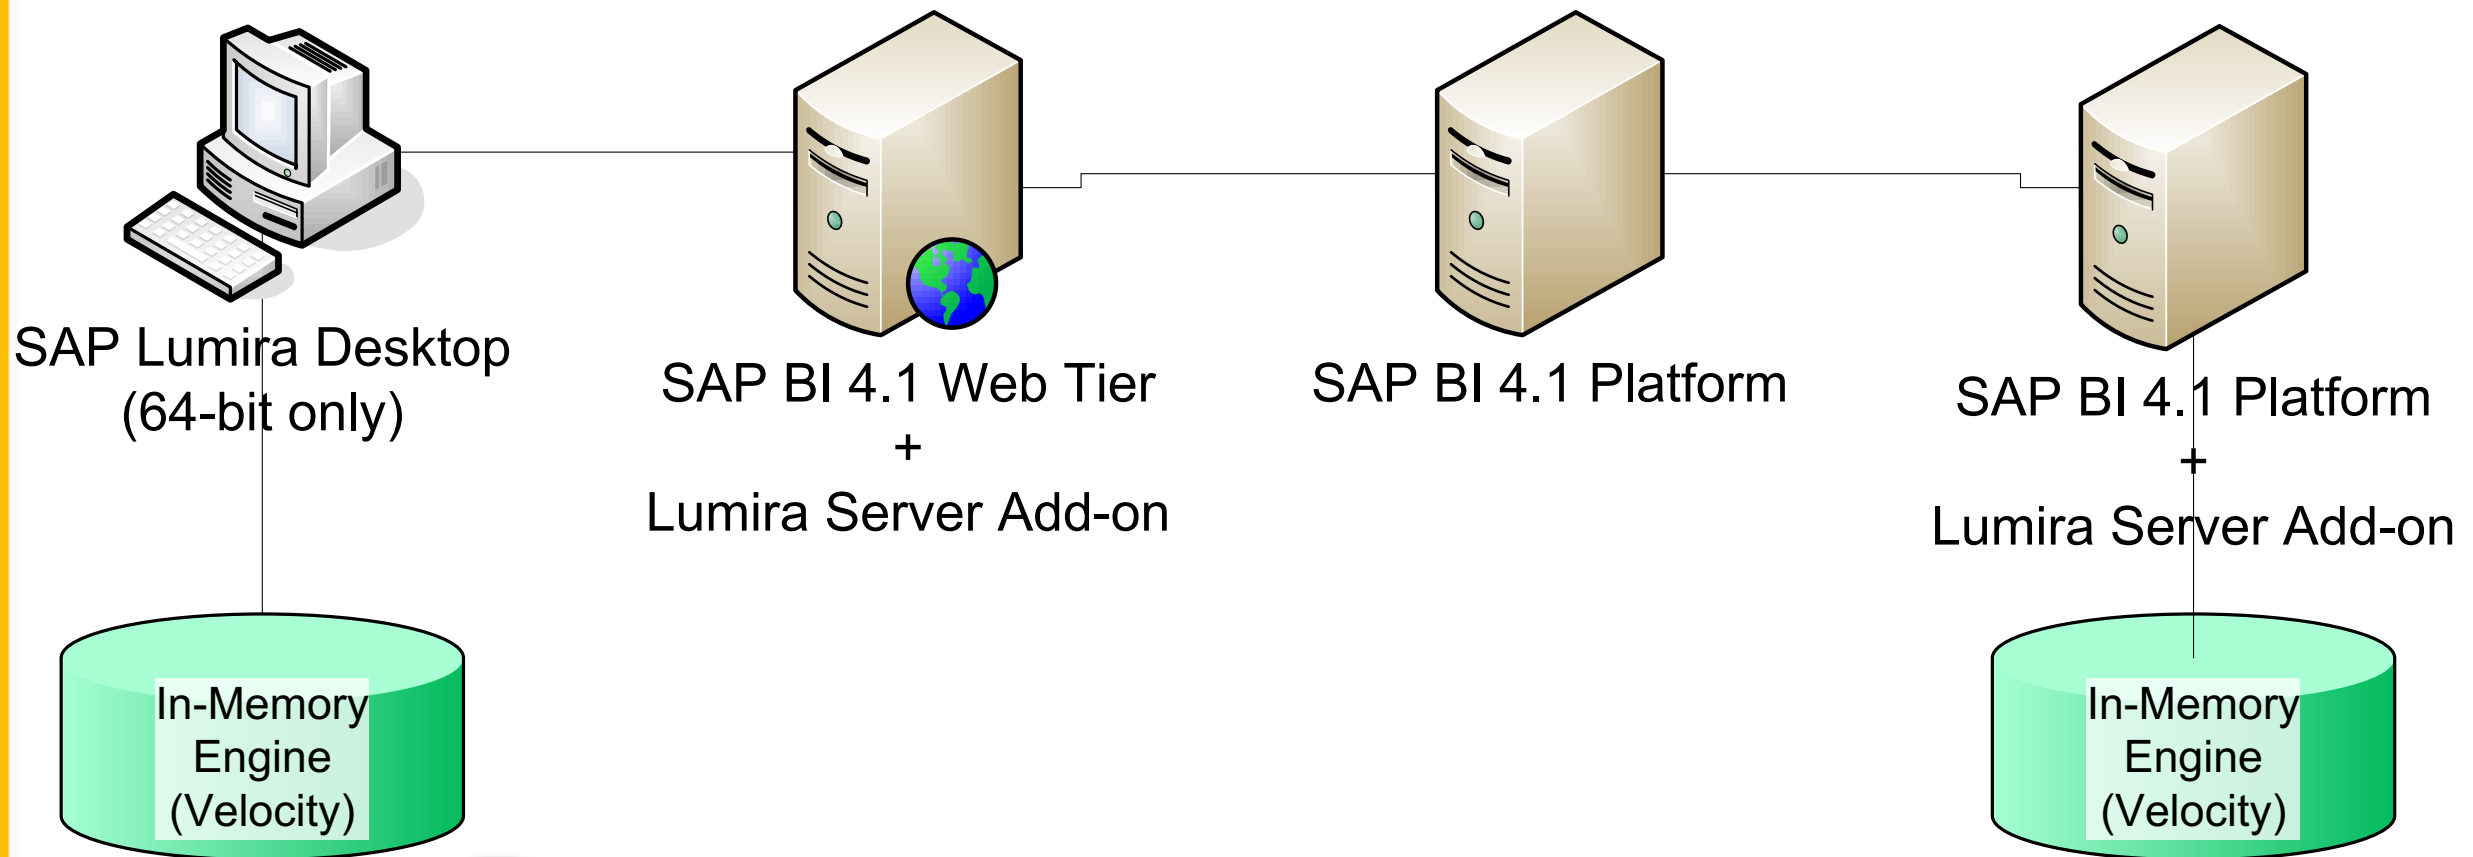 SAP Lumira Desktop
(64-bit only)
SAP BI 4.1 Web Tier
+
Lumira Server Add-on
SAP BI 4.1 Platform
SAP BI 4.1 Platform
+
Lumira Server Add-on
In-Memory
Engine
(Velocity)
In-Memory
Engine
(Velocity)